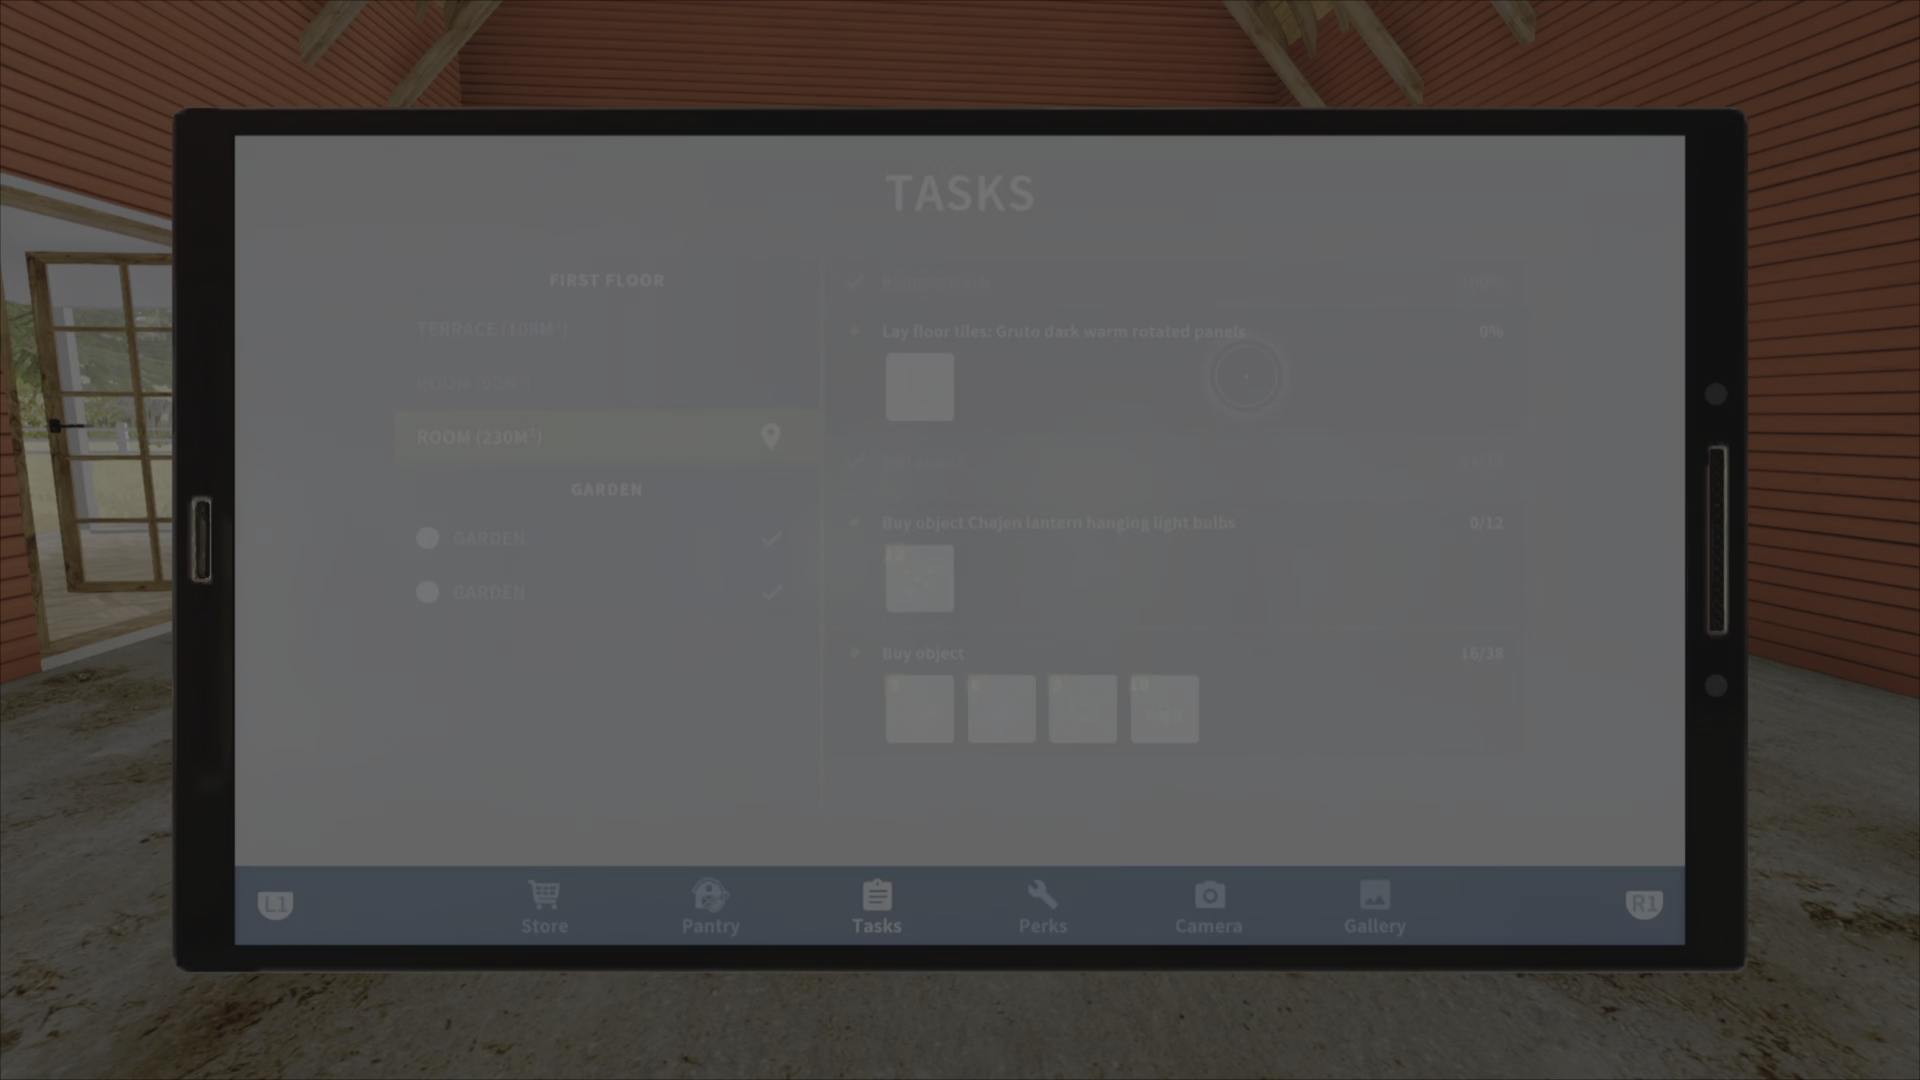 TASKS
FIRST FLOOR
TERRACE (108M²)
ROOM (230M²)
GARDEN
GARDEN
GARDEN
100%
Lay floor tiles: Gruto dark warm rotated panels
0%
Buy object Chajen lantern hanging light bulbs
0/12
Buy object
16/38
L1
Store
Pantry
Tasks
Perks
Camera
Gallery
R1